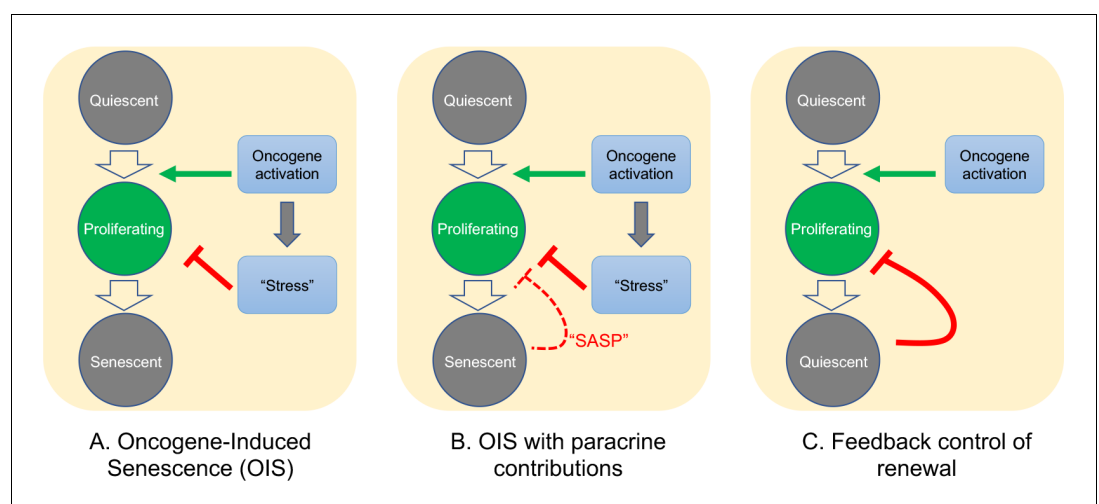 Quiescent
Oncogene
activation
Proliferating
“Stress”
Senescent
A. Oncogene-Induced
Senescence (OIS)
Quiescent
Oncogene
activation
Proliferating
“Stress”
“SASP”
Senescent
B. OIS with paracrine
contributions
Quiescent
Oncogene
activation
Proliferating
Quiescent
C. Feedback control of
renewal